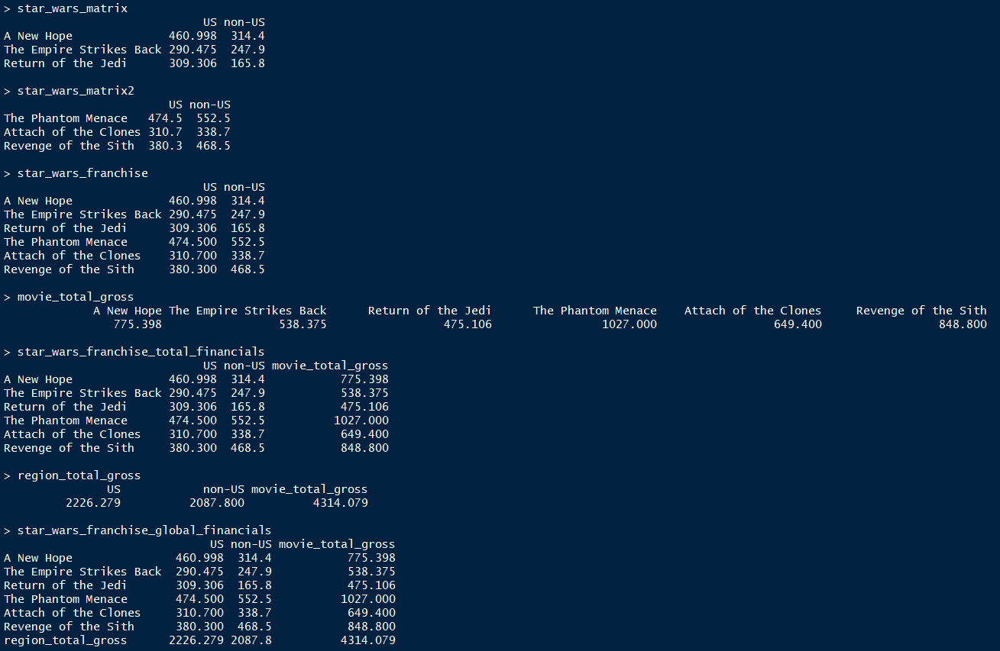 > star_wars_matrix
                             US non-US
A New Hope              460.998  314.4
The Empire Strikes Back 290.475  247.9
Return of the Jedi      309.306  165.8
> star_wars_matrix2
                        US non-US
The Phantom Menace   474.5  552.5
Attach of the Clones 310.7  338.7
Revenge of the Sith  380.3  468.5
> star_wars_franchise
                             US non-US
A New Hope              460.998  314.4
The Empire Strikes Back 290.475  247.9
Return of the Jedi      309.306  165.8
The Phantom Menace      474.500  552.5
Attach of the Clones    310.700  338.7
Revenge of the Sith     380.300  468.5
> movie_total_gross
             A New Hope The Empire Strikes Back      Return of the Jedi      The Phantom Menace    Attach of the Clones     Revenge of the Sith
                775.398                 538.375                 475.106                1027.000                 649.400                 848.800
> star_wars_franchise_total_financials
                             US non-US movie_total_gross
A New Hope              460.998  314.4           775.398
The Empire Strikes Back 290.475  247.9           538.375
Return of the Jedi      309.306  165.8           475.106
The Phantom Menace      474.500  552.5          1027.000
Attach of the Clones    310.700  338.7           649.400
Revenge of the Sith     380.300  468.5           848.800
> region_total_gross
               US            non-US movie_total_gross
         2226.279          2087.800          4314.079
> star_wars_franchise_global_financials
                              US non-US movie_total_gross
A New Hope               460.998  314.4           775.398
The Empire Strikes Back  290.475  247.9           538.375
Return of the Jedi       309.306  165.8           475.106
The Phantom Menace       474.500  552.5          1027.000
Attach of the Clones     310.700  338.7           649.400
Revenge of the Sith      380.300  468.5           848.800
region_total_gross      2226.279 2087.8          4314.079